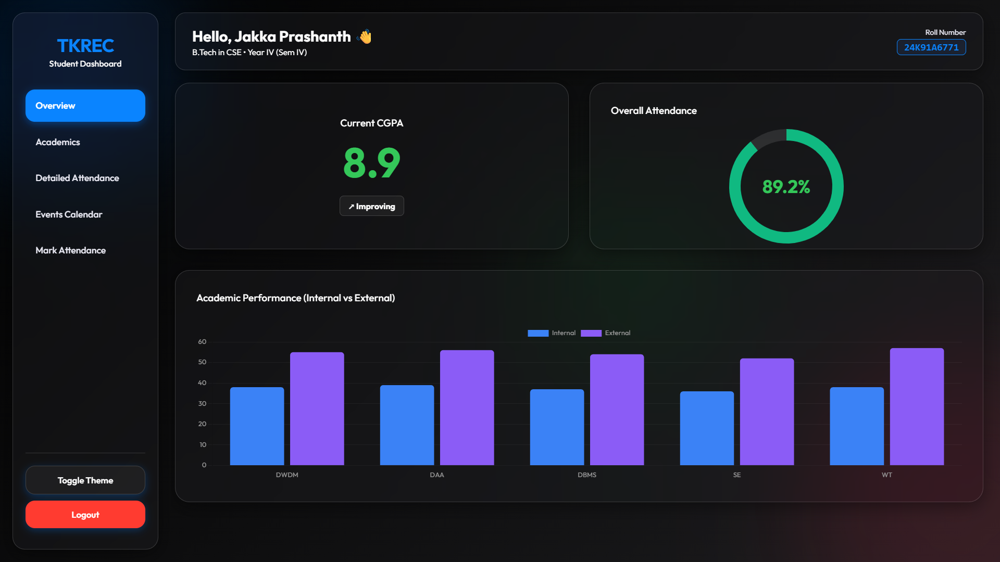 TKREC
Student Dashboard
Overview
Academics
Detailed Attendance
Events Calendar
Mark Attendance
Toggle Theme
Logout
Hello, Jakka Prashanth 👋
B.Tech in CSE • Year IV (Sem IV)
Roll Number
24K91A6771
Current CGPA
8.9
↗ Improving
Overall Attendance
89.2%
Academic Performance (Internal vs External)
Internal External
60
50
40
30
20
10
0
DWDM DAA DBMS SE WT